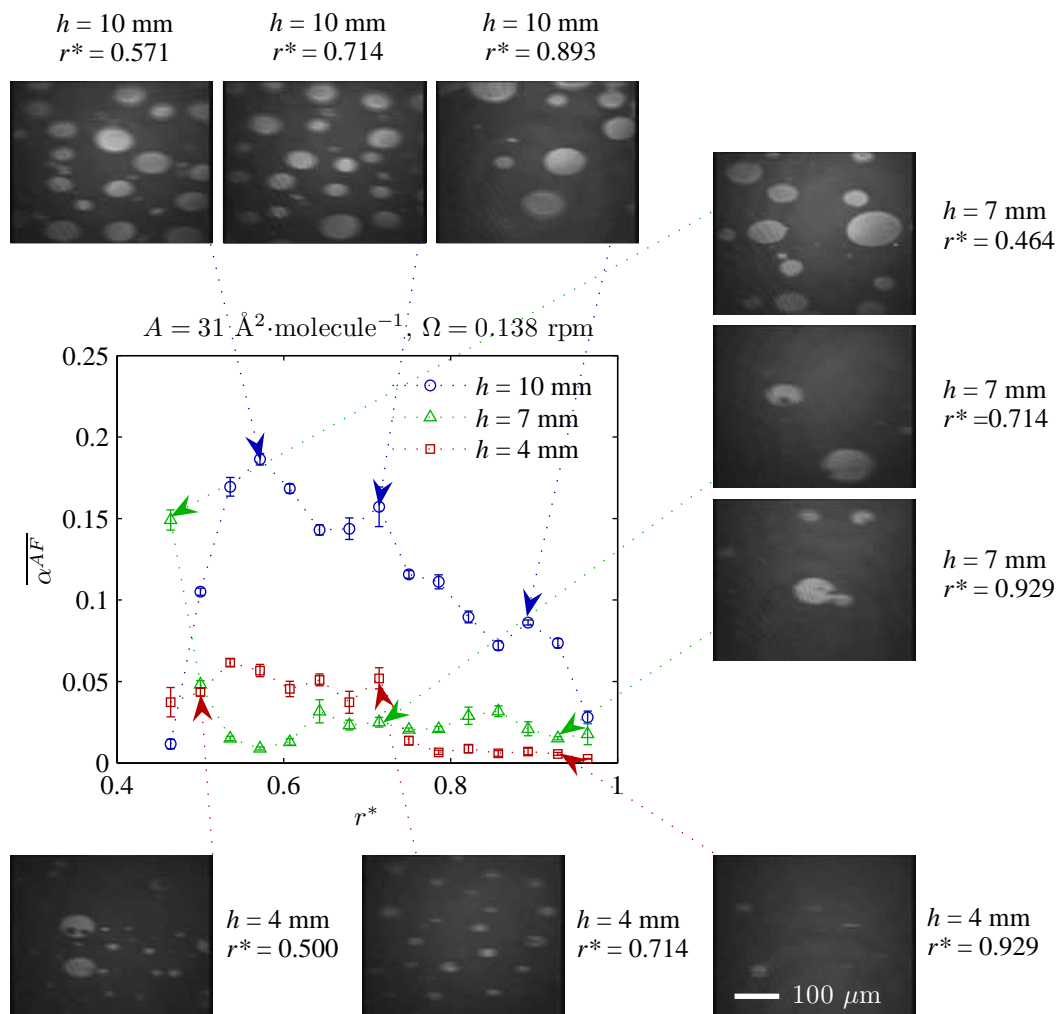 h = 10 mm
r* = 0.571
h = 10 mm
r* = 0.714
h = 10 mm
r* = 0.893
h = 7 mm
r* = 0.464
h = 7 mm
r* =0.714
h = 7 mm
r* = 0.929
A = 31 Å²·molecule⁻¹, Ω = 0.138 rpm
0.25
0.2
0.15
0.1
0.05
0
0.4
0.6
0.8
1
α^{AF}
r*
h = 10 mm
h = 7 mm
h = 4 mm
h = 4 mm
r* = 0.500
h = 4 mm
r* = 0.714
h = 4 mm
r* = 0.929
100 μm